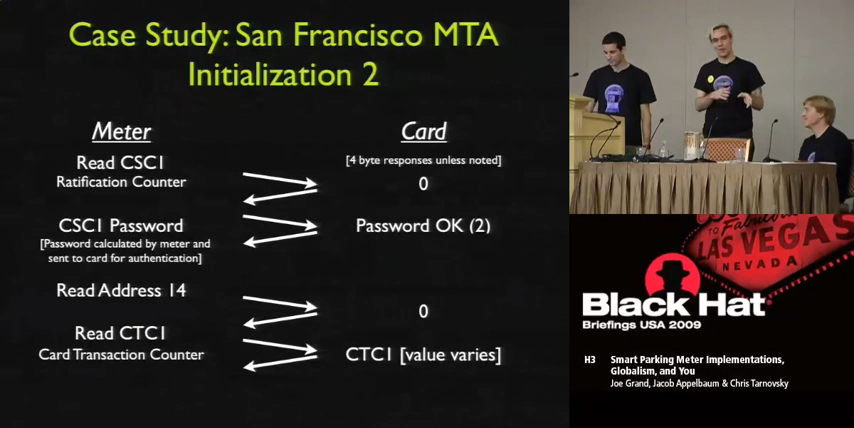 Case Study: San Francisco MTA
Initialization 2
Meter
Card
Read CSC1
Ratification Counter
[4 byte responses unless noted]
0
CSC1 Password
[Password calculated by meter and
sent to card for authentication]
Password OK (2)
Read Address 14
0
Read CTC1
Card Transaction Counter
CTC1 [value varies]
TO Fabulous
LAS VEGAS
NEVADA
Black Hat
Briefings USA 2009
H3 Smart Parking Meter Implementations,
Globalism, and You
Joe Grand, Jacob Appelbaum & Chris Tarnovsky